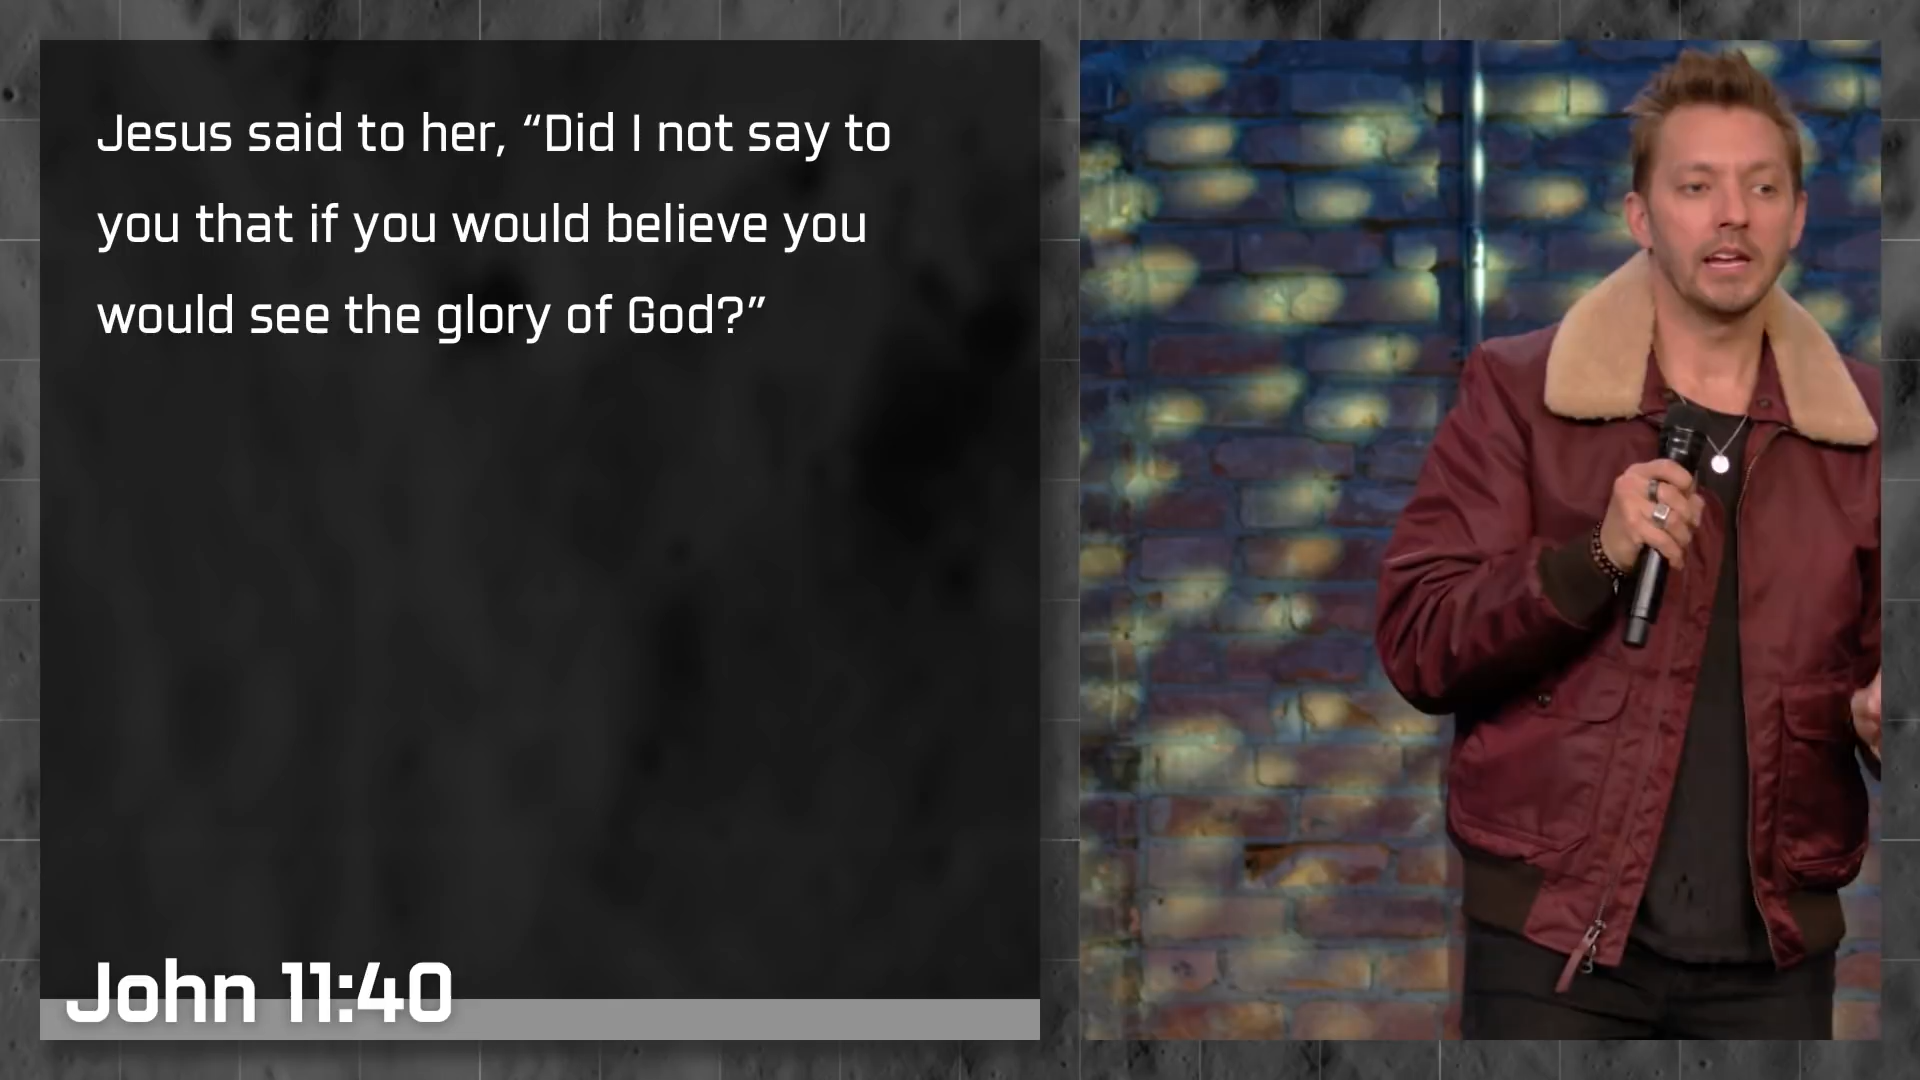 Jesus said to her, “Did I not say to
you that if you would believe you
would see the glory of God?”
John 11:40